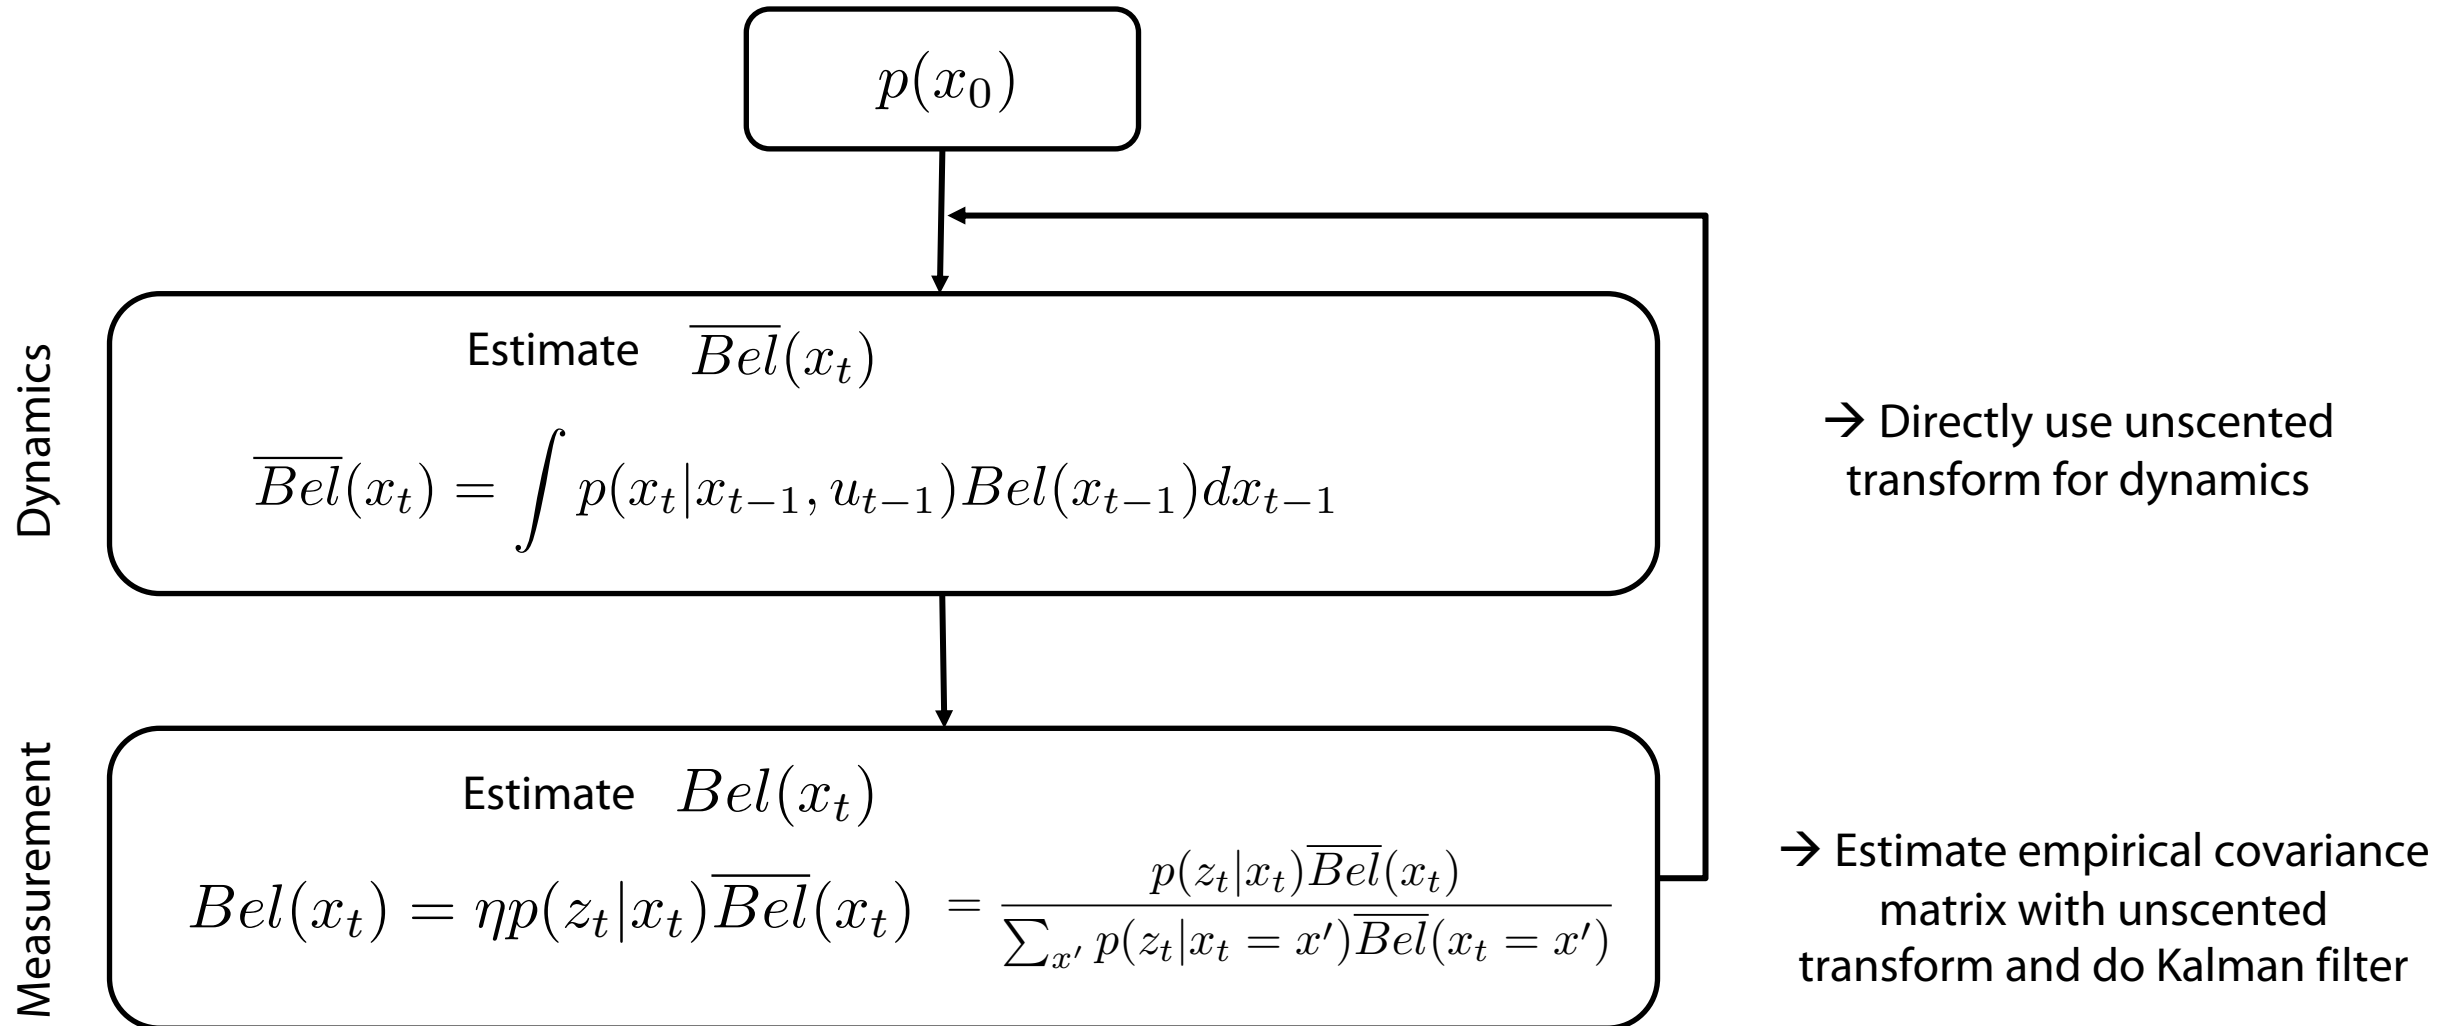 p(x_0)
Dynamics
Estimate \overline{Bel}(x_t)
\overline{Bel}(x_t) = \int p(x_t|x_{t-1}, u_{t-1})Bel(x_{t-1})dx_{t-1}
→ Directly use unscented
transform for dynamics
Measurement
Estimate Bel(x_t)
Bel(x_t) = \eta p(z_t|x_t)\overline{Bel}(x_t) = \frac{p(z_t|x_t)\overline{Bel}(x_t)}{\sum_{x'} p(z_t|x_t = x')\overline{Bel}(x_t = x')}
→ Estimate empirical covariance
matrix with unscented
transform and do Kalman filter